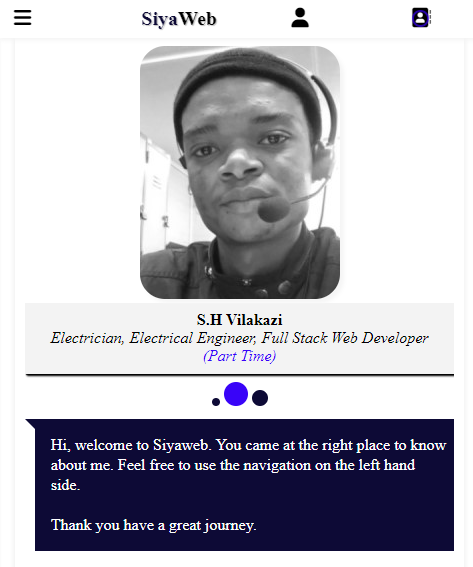 SiyaWeb
S.H Vilakazi
Electrician, Electrical Engineer, Full Stack Web Developer
(Part Time)
Hi, welcome to Siyaweb. You came at the right place to know
about me. Feel free to use the navigation on the left hand
side.
Thank you have a great journey.